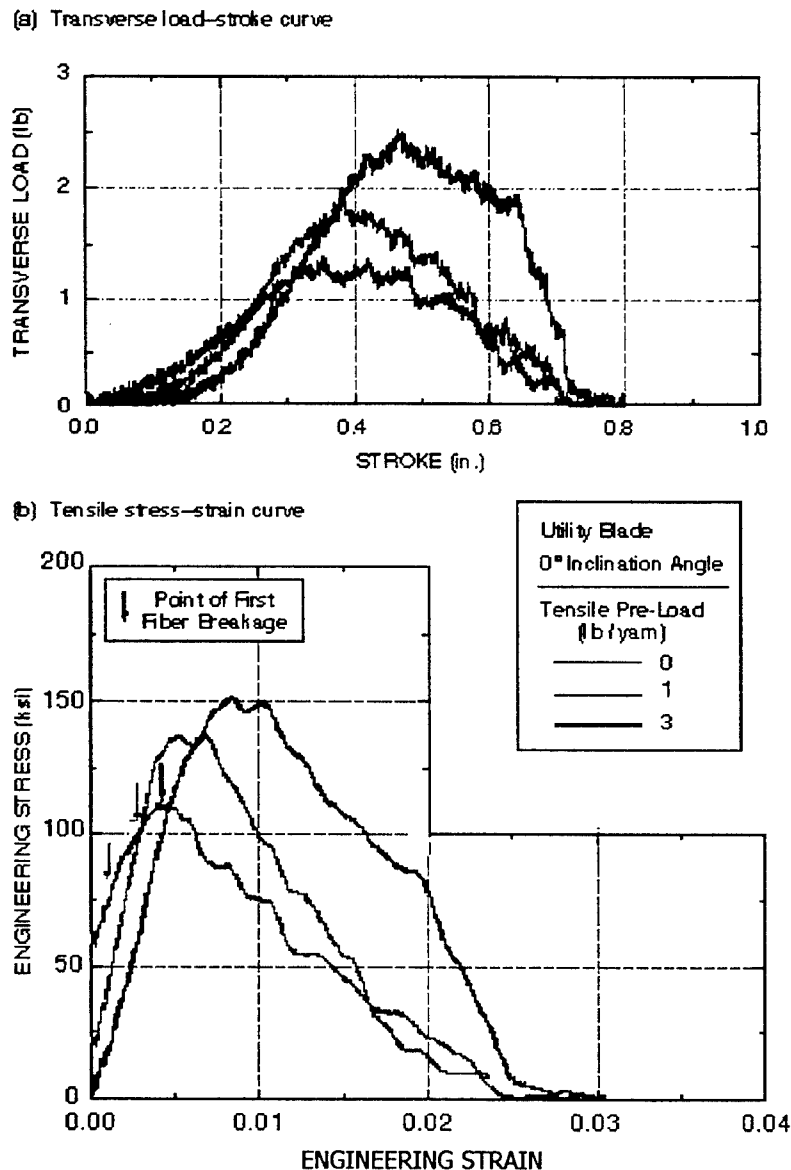 (a) Transverse load–stroke curve
3
2
1
0
TRANSVERSE LOAD (lb)
0.0 0.2 0.4 0.6 0.8 1.0
STROKE (in.)
(b) Tensile stress–strain curve
200
150
100
50
0
ENGINEERING STRESS (ksi)
Point of First
Fiber Breakage
Utility Blade
0° Inclination Angle
Tensile Pre-Load
(lb/yarn)
0
1
3
0.00 0.01 0.02 0.03 0.04
ENGINEERING STRAIN